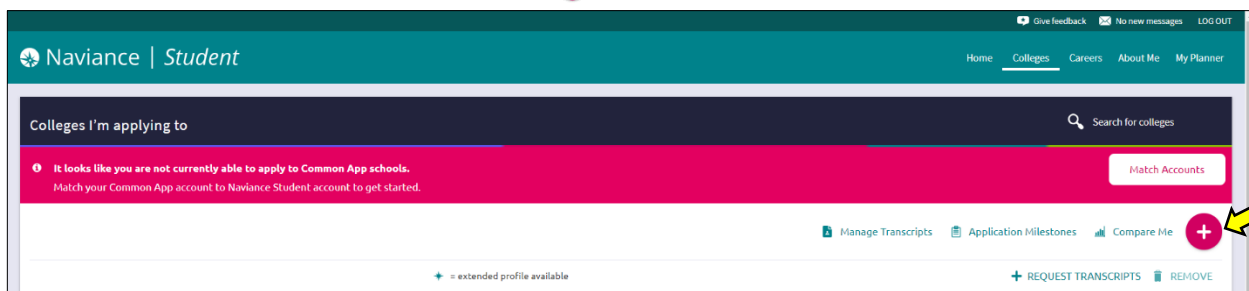 Give feedback No new messages LOG OUT
Naviance | Student
Home Colleges Careers About Me My Planner
Colleges I'm applying to
Search for colleges
It looks like you are not currently able to apply to Common App schools.
Match your Common App account to Naviance Student account to get started.
Match Accounts
Manage Transcripts Application Milestones Compare Me +
= extended profile available
+ REQUEST TRANSCRIPTS REMOVE